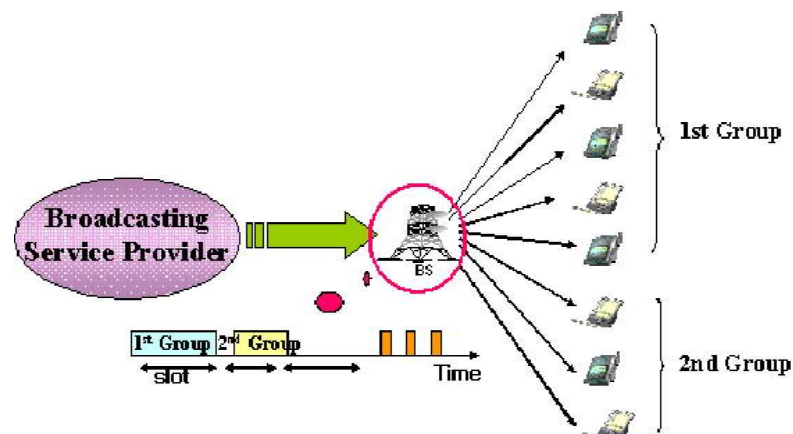 1st Group
Broadcasting
Service Provider
BS
1st Group 2nd Group
slot
Time
2nd Group